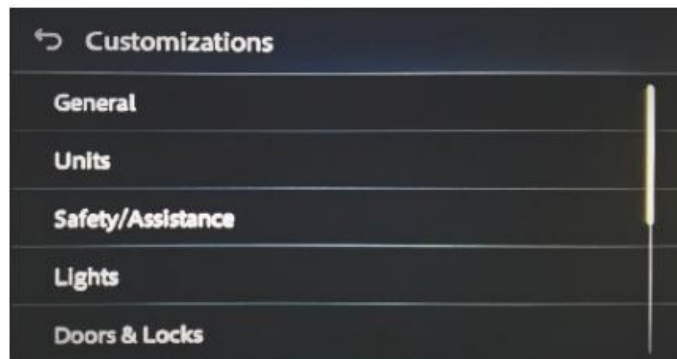 Customizations
General
Units
Safety/Assistance
Lights
Doors & Locks